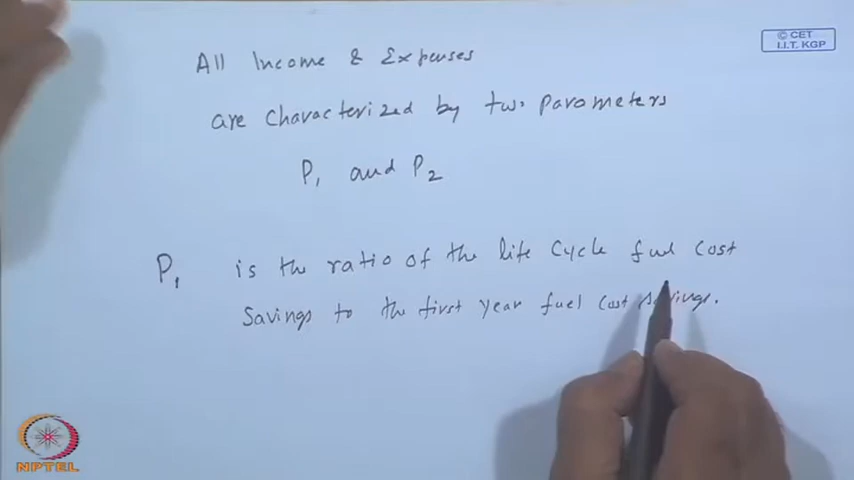 © CET
I.I.T. KGP
All Income & Expenses
are characterized by two parameters
P₁ and P₂
P₁ is the ratio of the life cycle fuel cost
Savings to the first year fuel cost savings.
NPTEL